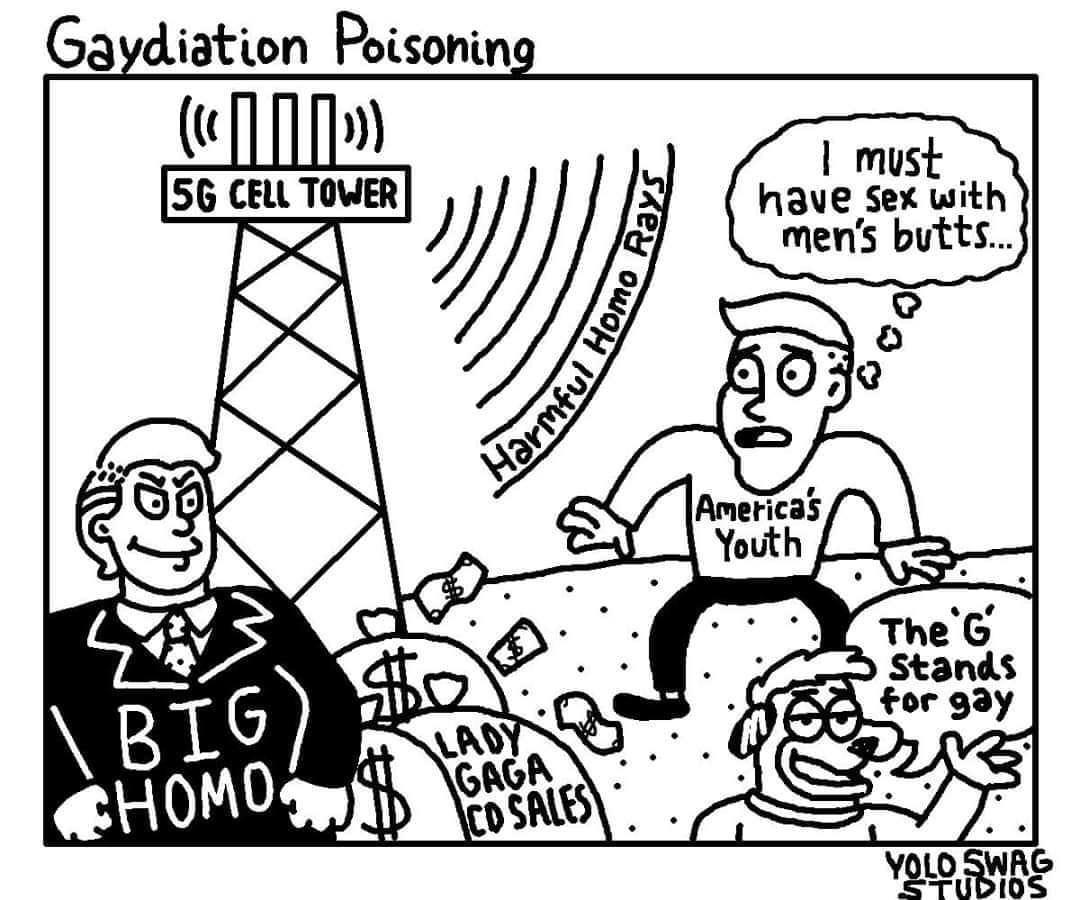 Gaydiation Poisoning
5G CELL TOWER
Harmful Homo Rays
I must
have sex with
men's butts...
America's
Youth
The 'G'
Stands
for gay
BIG
HOMO
$
$
$
$
$
LADY
GAGA
CD SALES
YOLO SWAG
STUDIOS